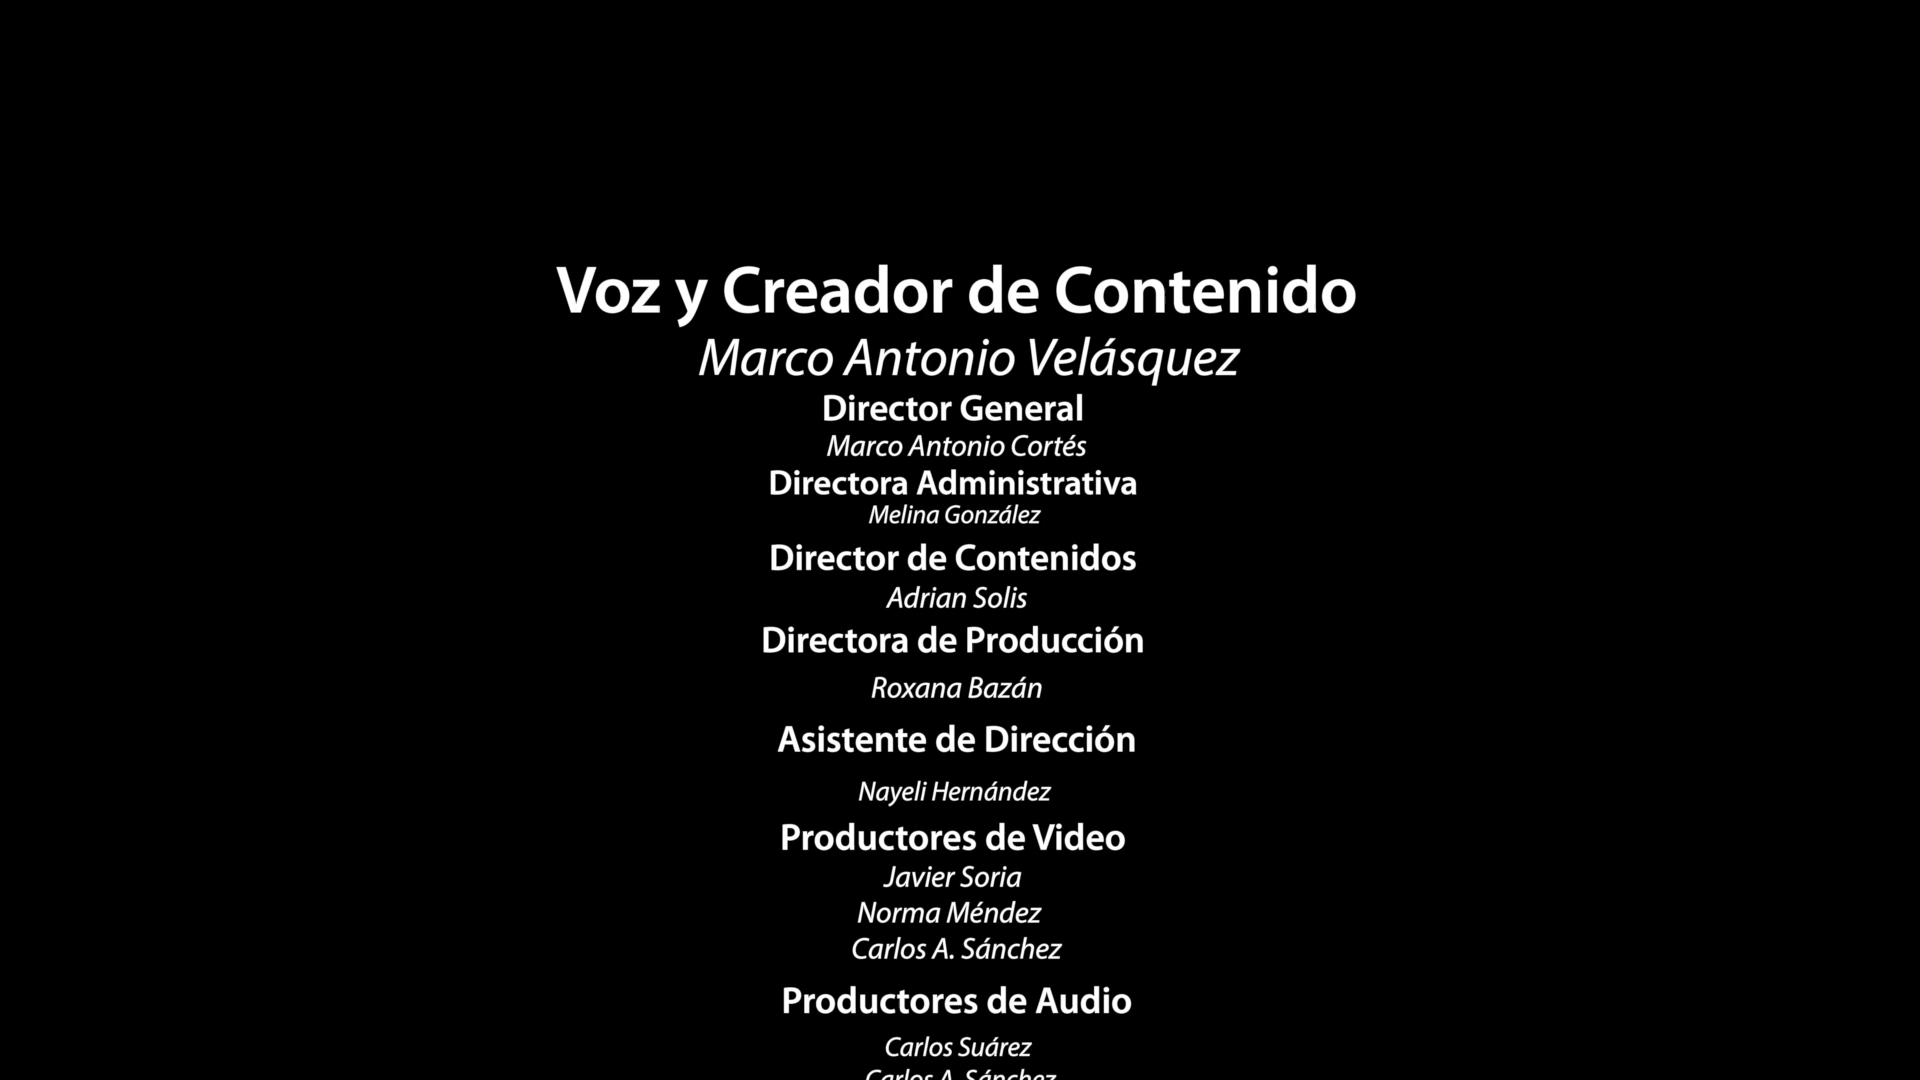 Voz y Creador de Contenido
Marco Antonio Velásquez
Director General
Marco Antonio Cortés
Directora Administrativa
Melina González
Director de Contenidos
Adrian Solis
Directora de Producción
Roxana Bazán
Asistente de Dirección
Nayeli Hernández
Productores de Video
Javier Soria
Norma Méndez
Carlos A. Sánchez
Productores de Audio
Carlos Suárez
Carlos A. Sánchez